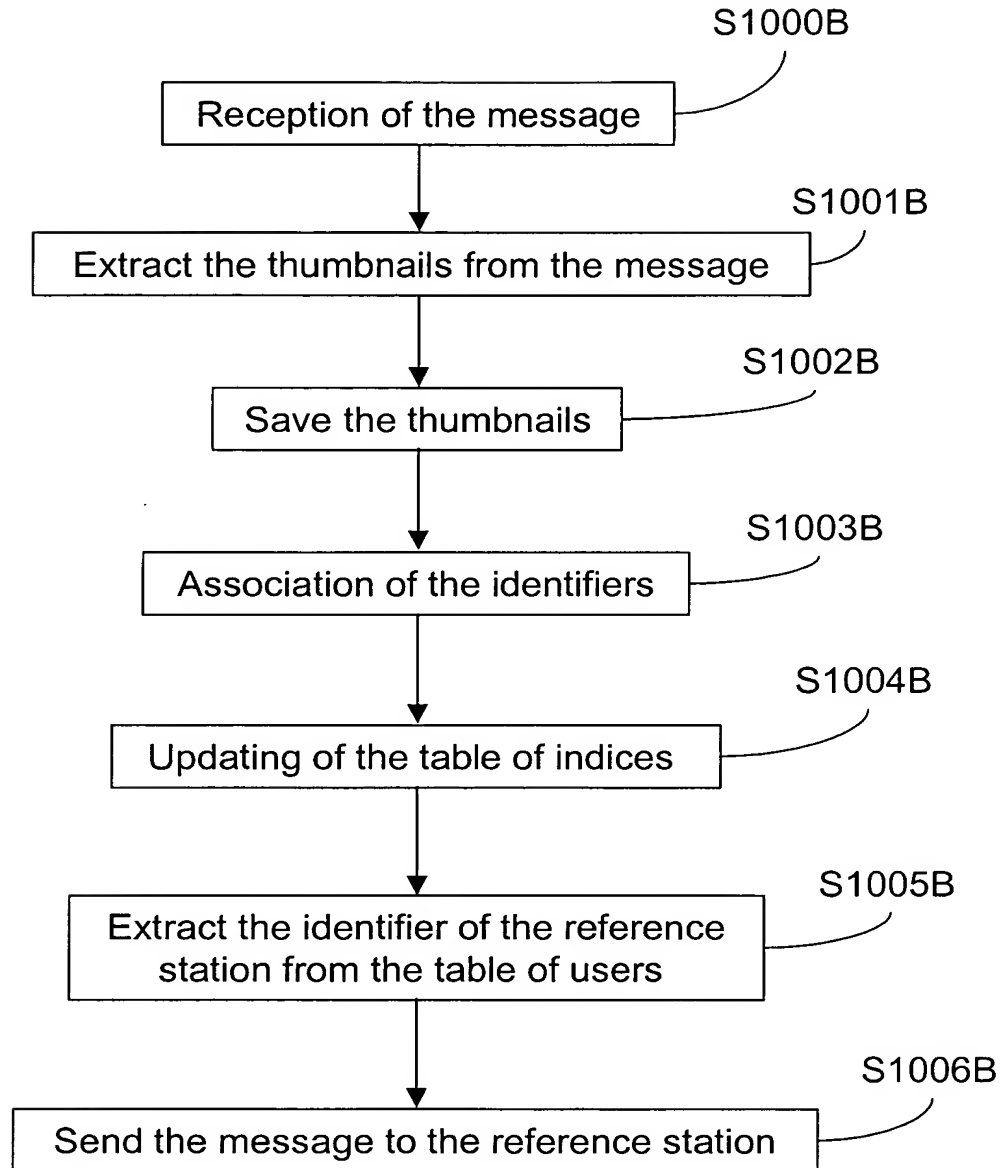 S1000B
Reception of the message
S1001B
Extract the thumbnails from the message
S1002B
Save the thumbnails
S1003B
Association of the identifiers
S1004B
Updating of the table of indices
S1005B
Extract the identifier of the reference
station from the table of users
S1006B
Send the message to the reference station